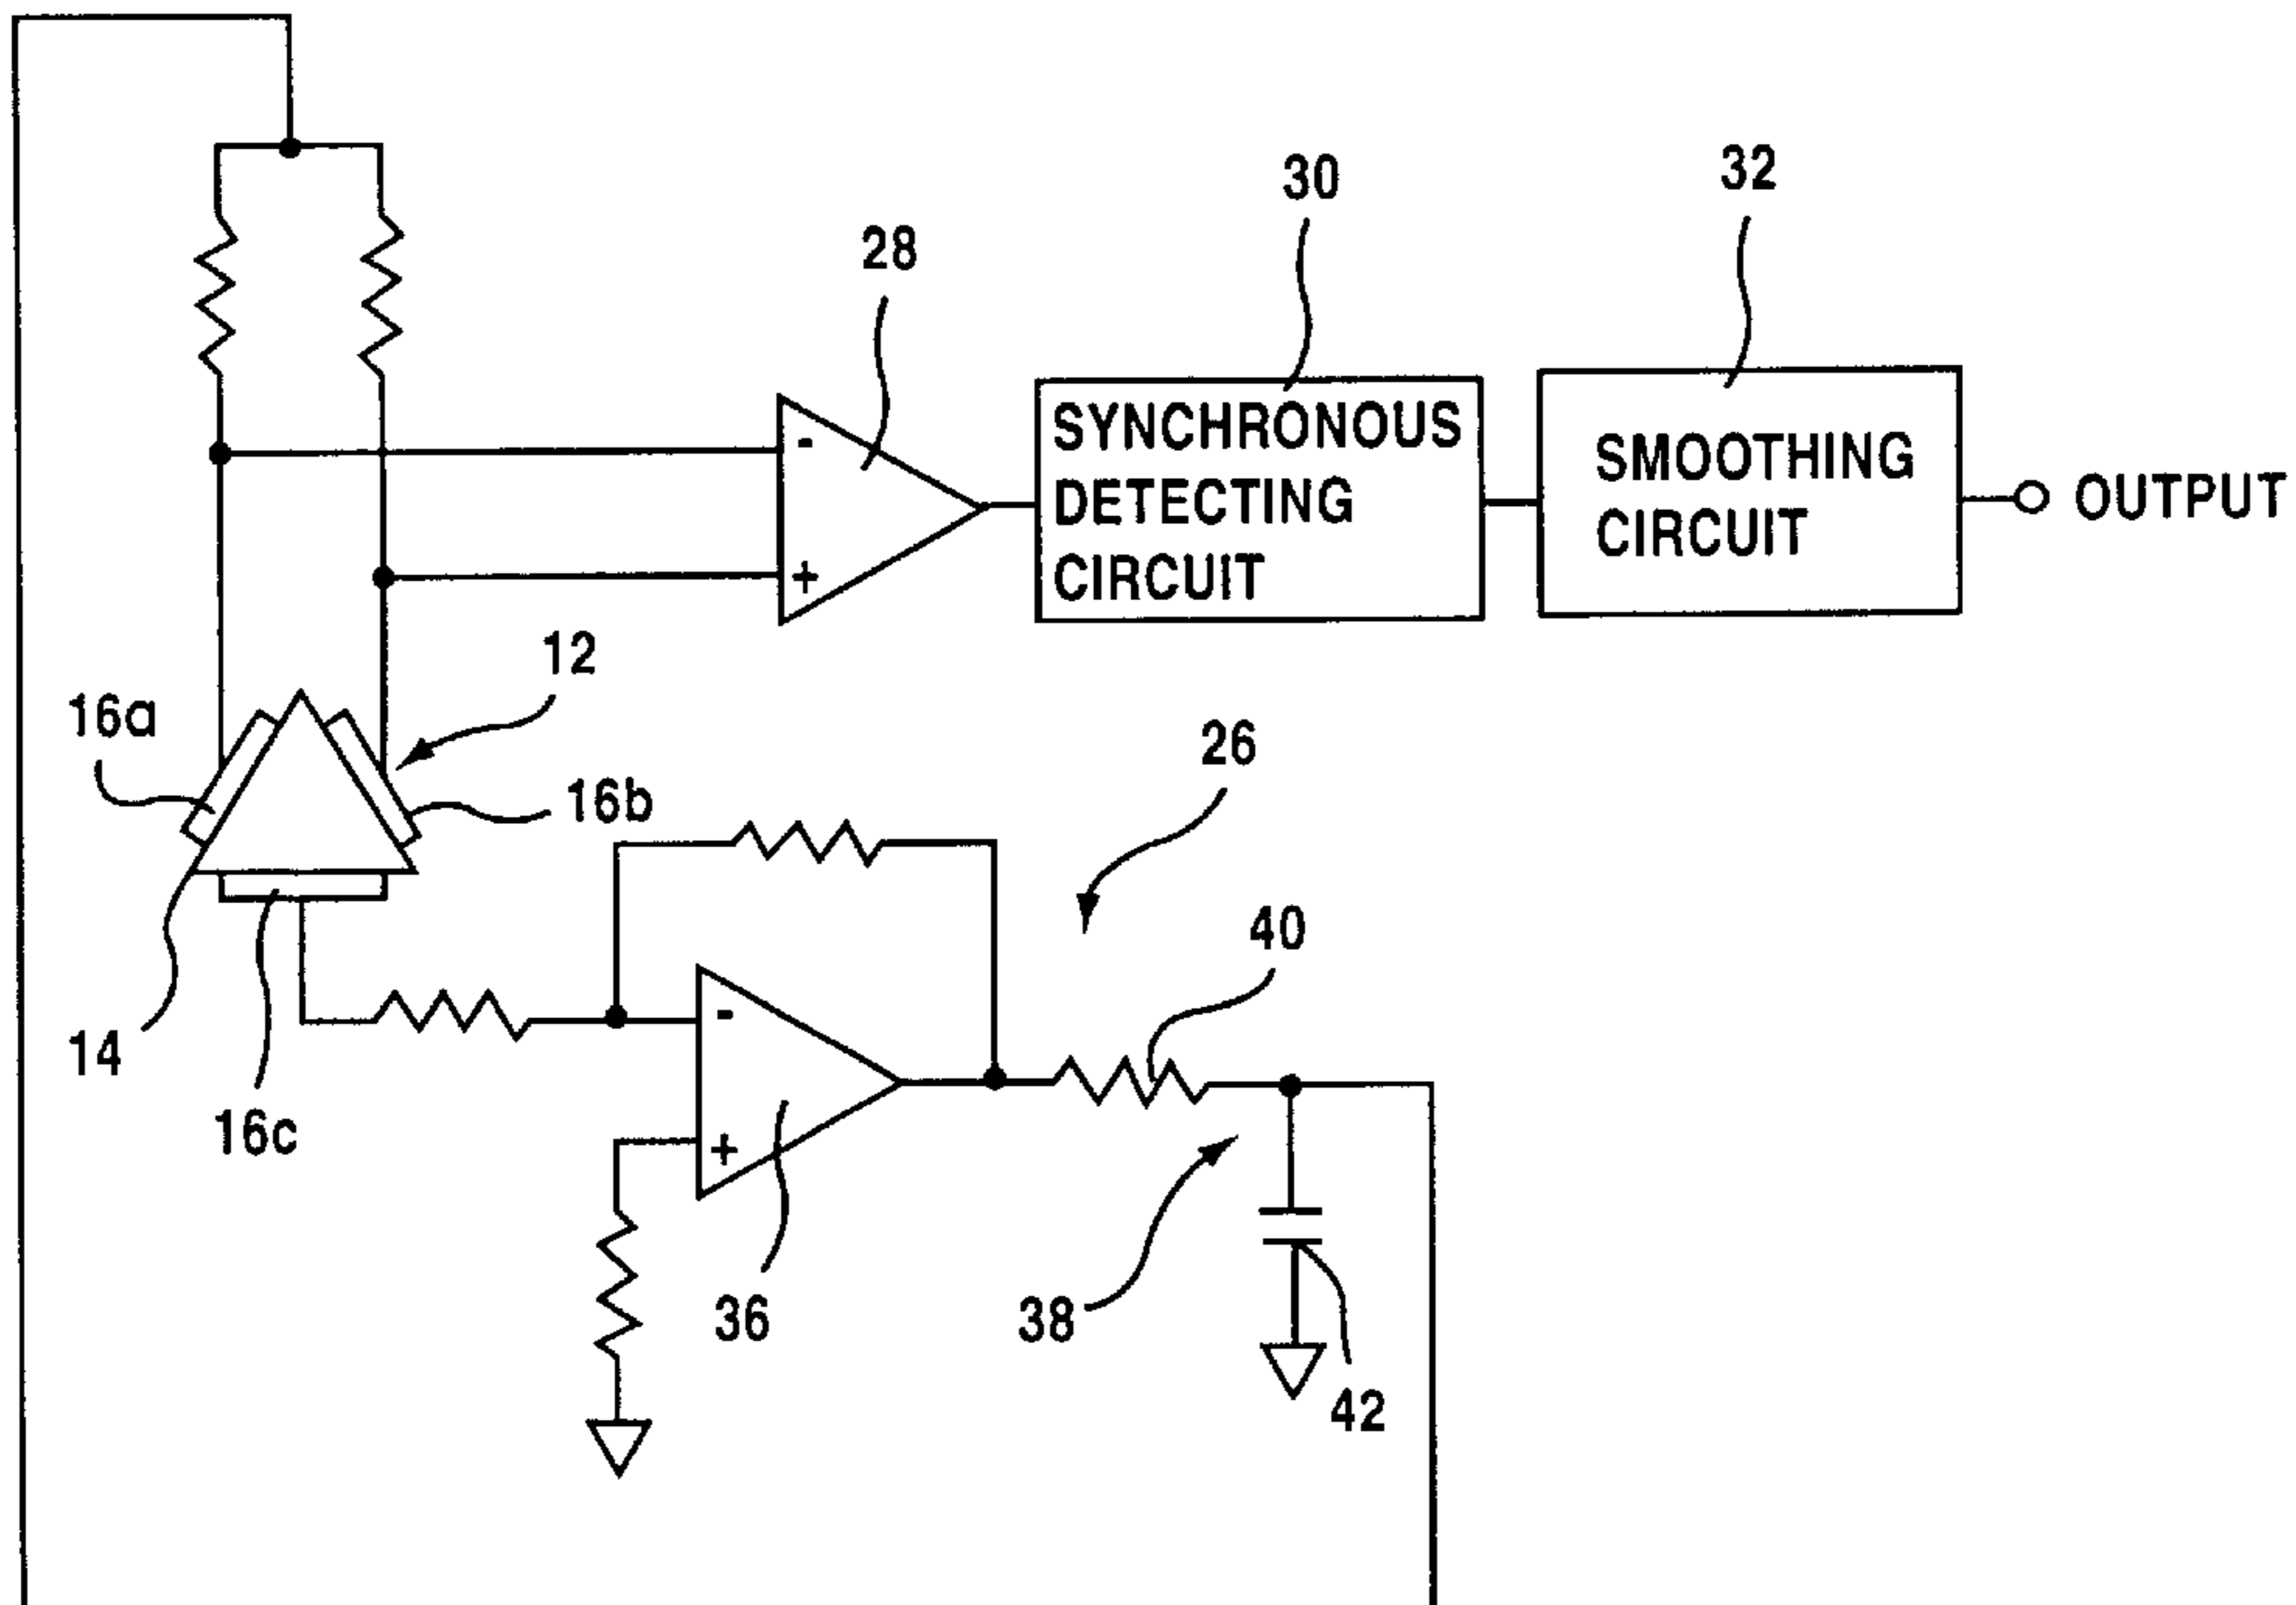 30
32
28
-
SYNCHRONOUS
DETECTING
CIRCUIT
SMOOTHING
CIRCUIT
OUTPUT
+
12
16a
16b
26
40
14
16c
-
+
36
38
42